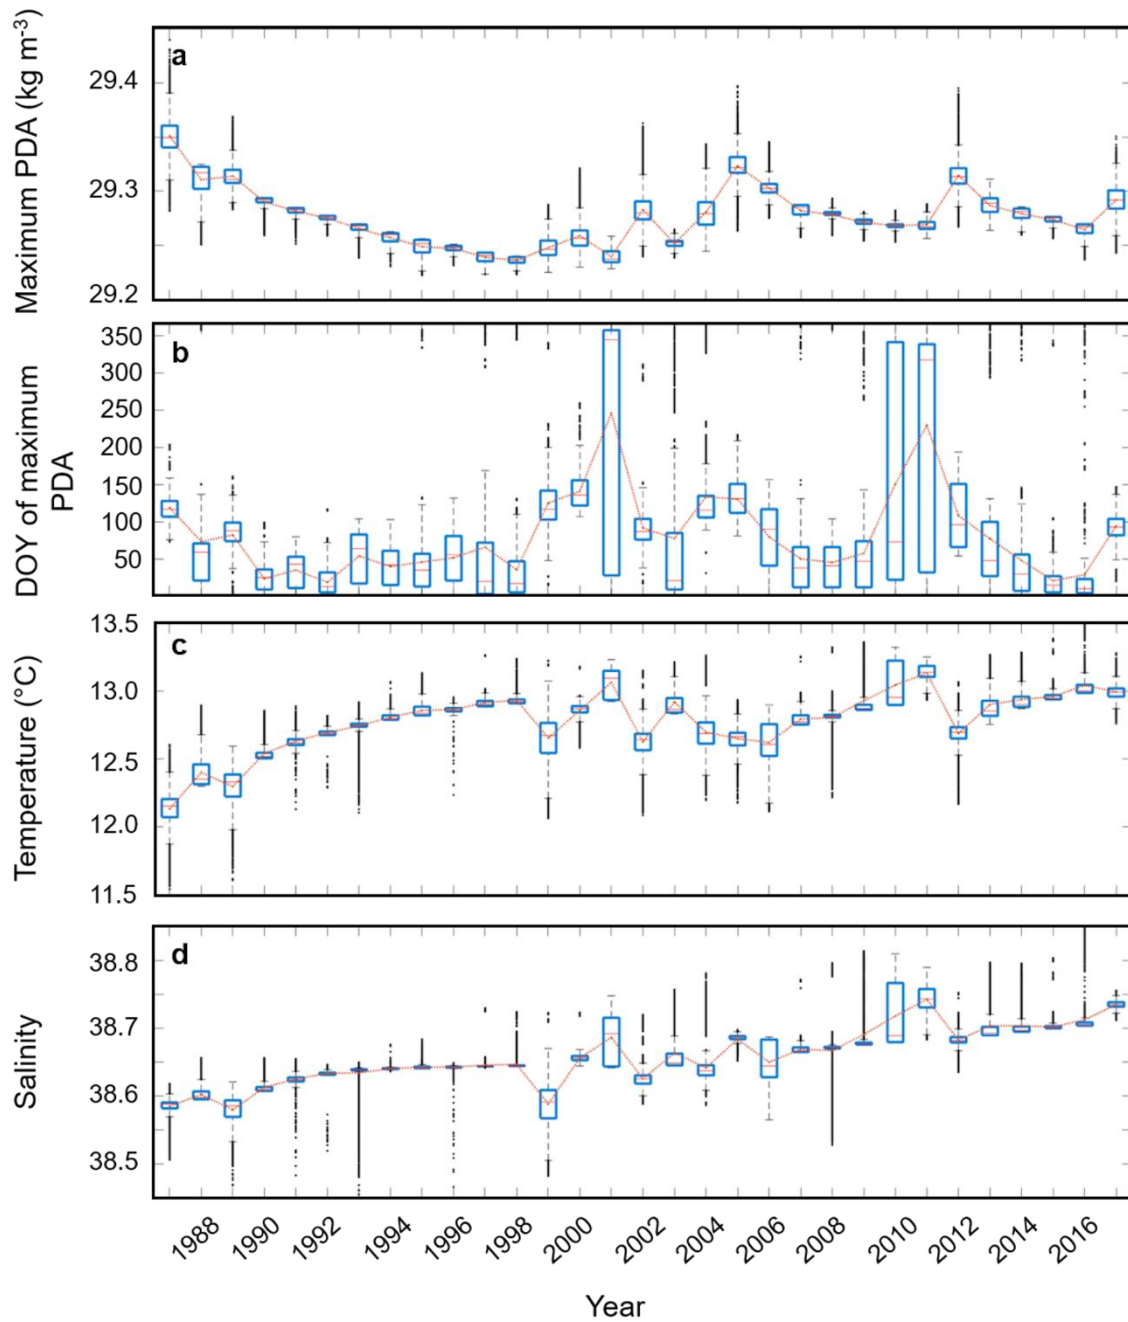 Maximum PDA (kg m-3)
a
29.4
29.3
29.2
DOY of maximum
PDA
b
350
300
250
200
150
100
50
Temperature (°C)
c
13.5
13.0
12.5
12.0
11.5
Salinity
d
38.8
38.7
38.6
38.5
1988 1990 1992 1994 1996 1998 2000 2002 2004 2006 2008 2010 2012 2014 2016
Year